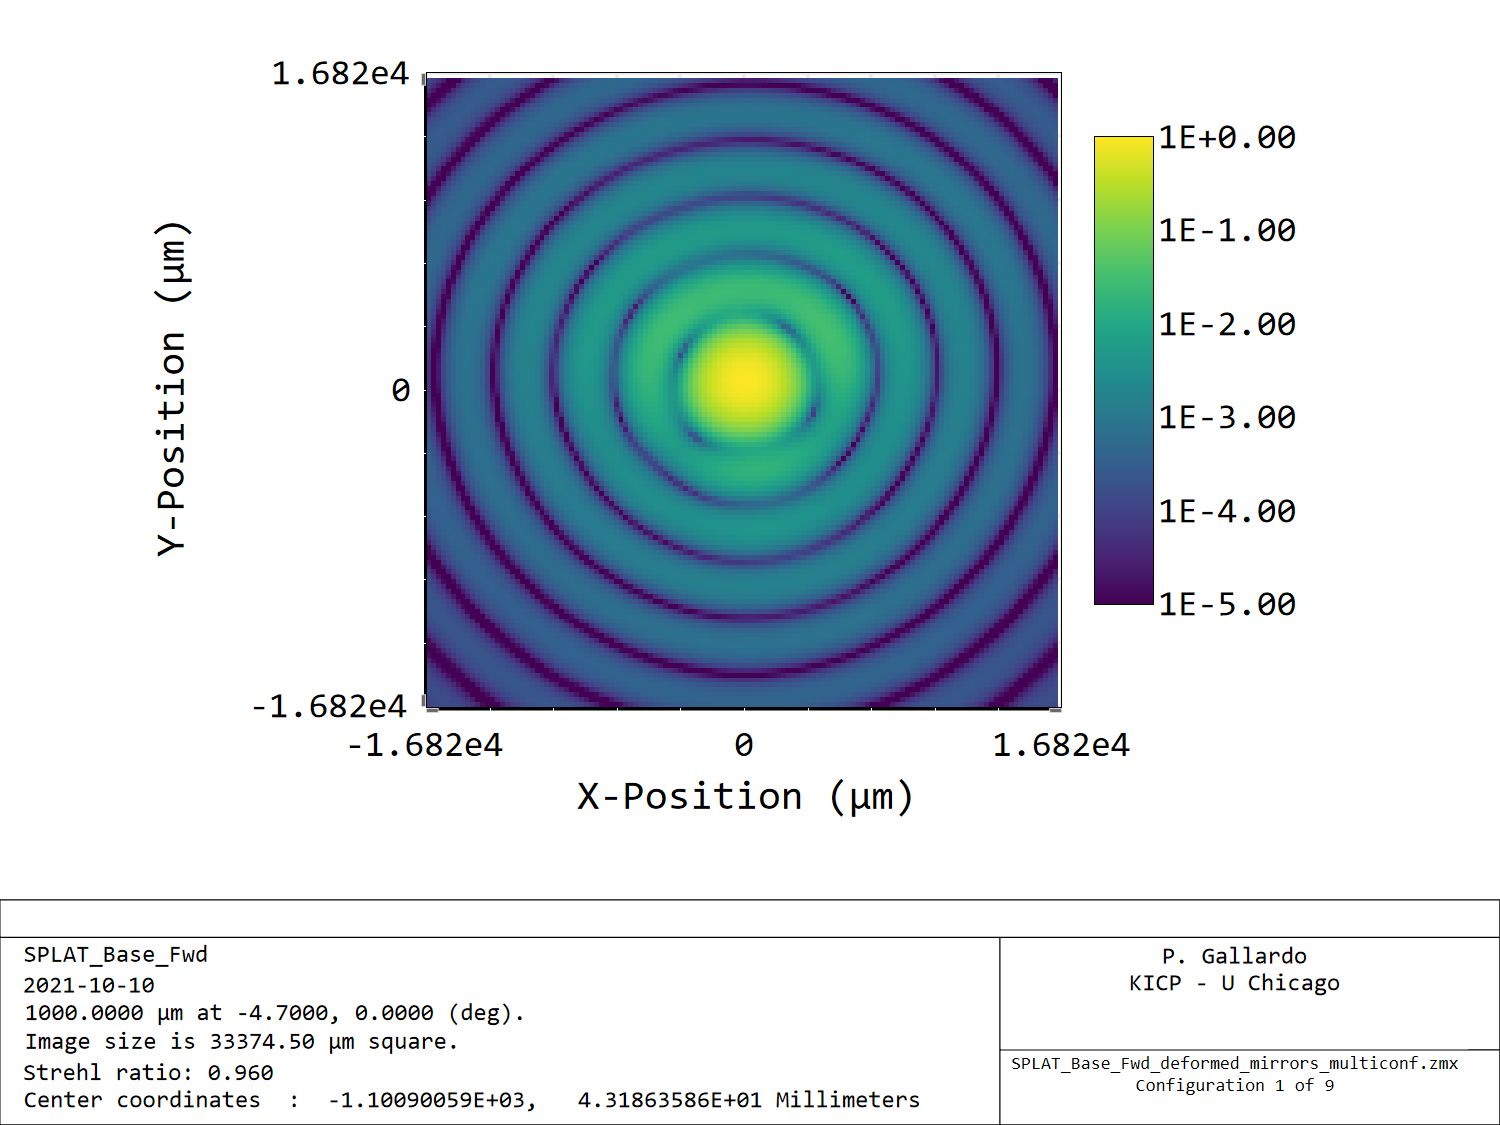 1.682e4
0
-1.682e4
Y-Position (µm)
-1.682e4
0
1.682e4
X-Position (µm)
1E+0.00
1E-1.00
1E-2.00
1E-3.00
1E-4.00
1E-5.00
SPLAT_Base_Fwd
2021-10-10
1000.0000 µm at -4.7000, 0.0000 (deg).
Image size is 33374.50 µm square.
Strehl ratio: 0.960
Center coordinates  :  -1.10090059E+03,   4.31863586E+01 Millimeters
P. Gallardo
KICP - U Chicago
SPLAT_Base_Fwd_deformed_mirrors_multiconf.zmx
Configuration 1 of 9